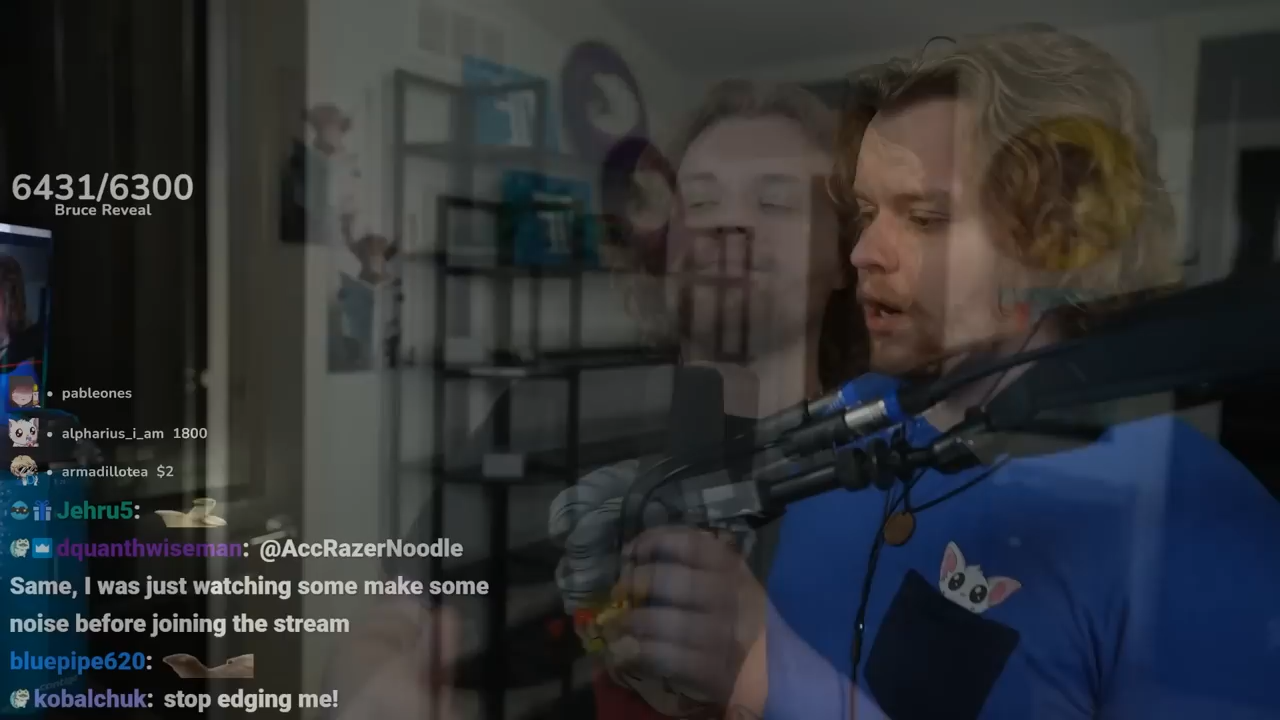 6431/6300
Bruce Reveal
pableones
alpharius_i_am 1800
armadillotea $2
Jehru5:
dquanthwiseman: @AccRazerNoodle
Same, I was just watching some make some
noise before joining the stream
bluepipe620:
kobalchuk: stop edging me!